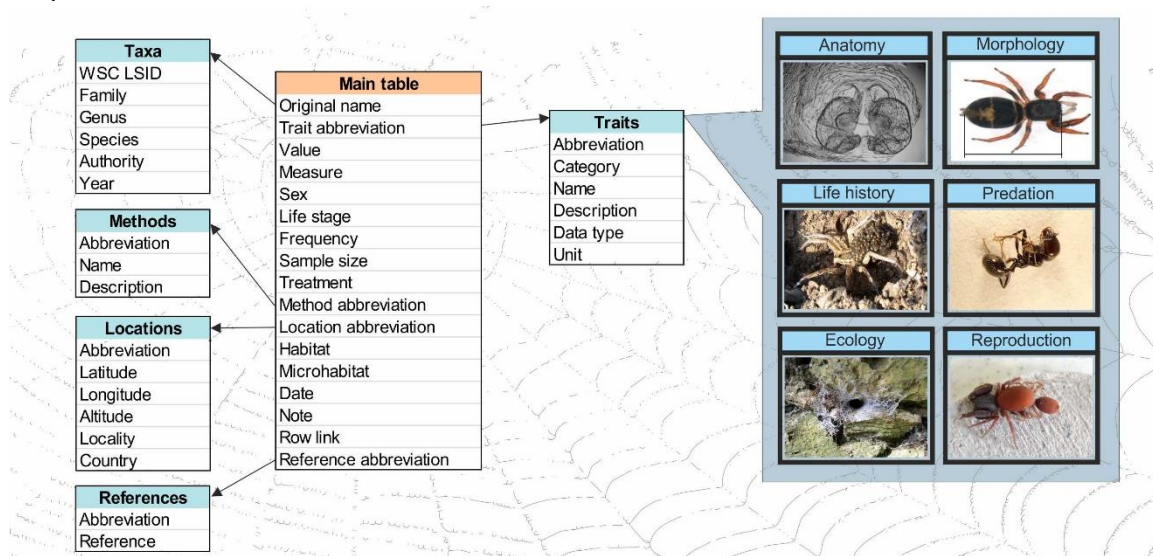 Taxa
WSC LSID
Family
Genus
Species
Authority
Year
Methods
Abbreviation
Name
Description
Locations
Abbreviation
Latitude
Longitude
Altitude
Locality
Country
References
Abbreviation
Reference
Main table
Original name
Trait abbreviation
Value
Measure
Sex
Life stage
Frequency
Sample size
Treatment
Method abbreviation
Location abbreviation
Habitat
Microhabitat
Date
Note
Row link
Reference abbreviation
Traits
Abbreviation
Category
Name
Description
Data type
Unit
Anatomy
Morphology
Life history
Predation
Ecology
Reproduction